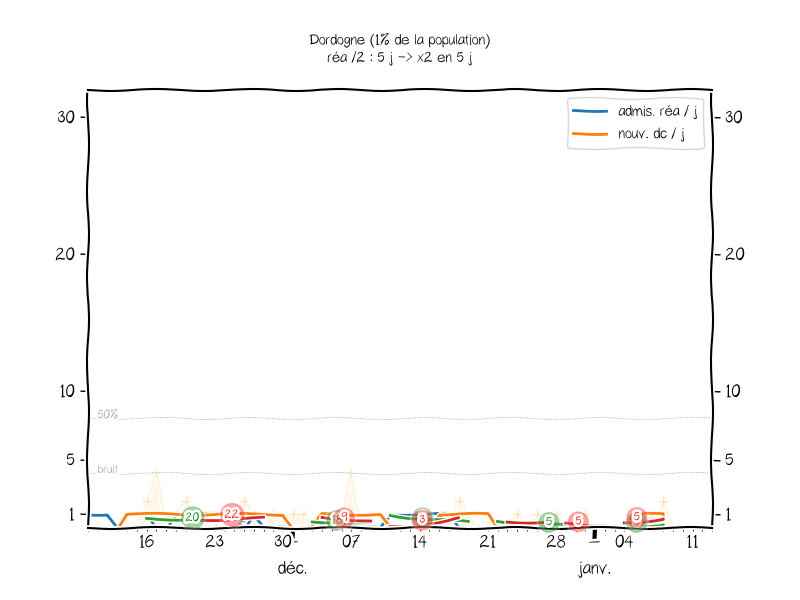 Dordogne (1% de la population)
réa /2 : 5 j -> x2 en 5 j
admis. réa / j
nouv. dc / j
30 30
20 20
10 10
50%
5 5
bruit
1 1
20 22 9 3 5 5 5
16 23 30 07 14 21 28 04 11
déc. janv.